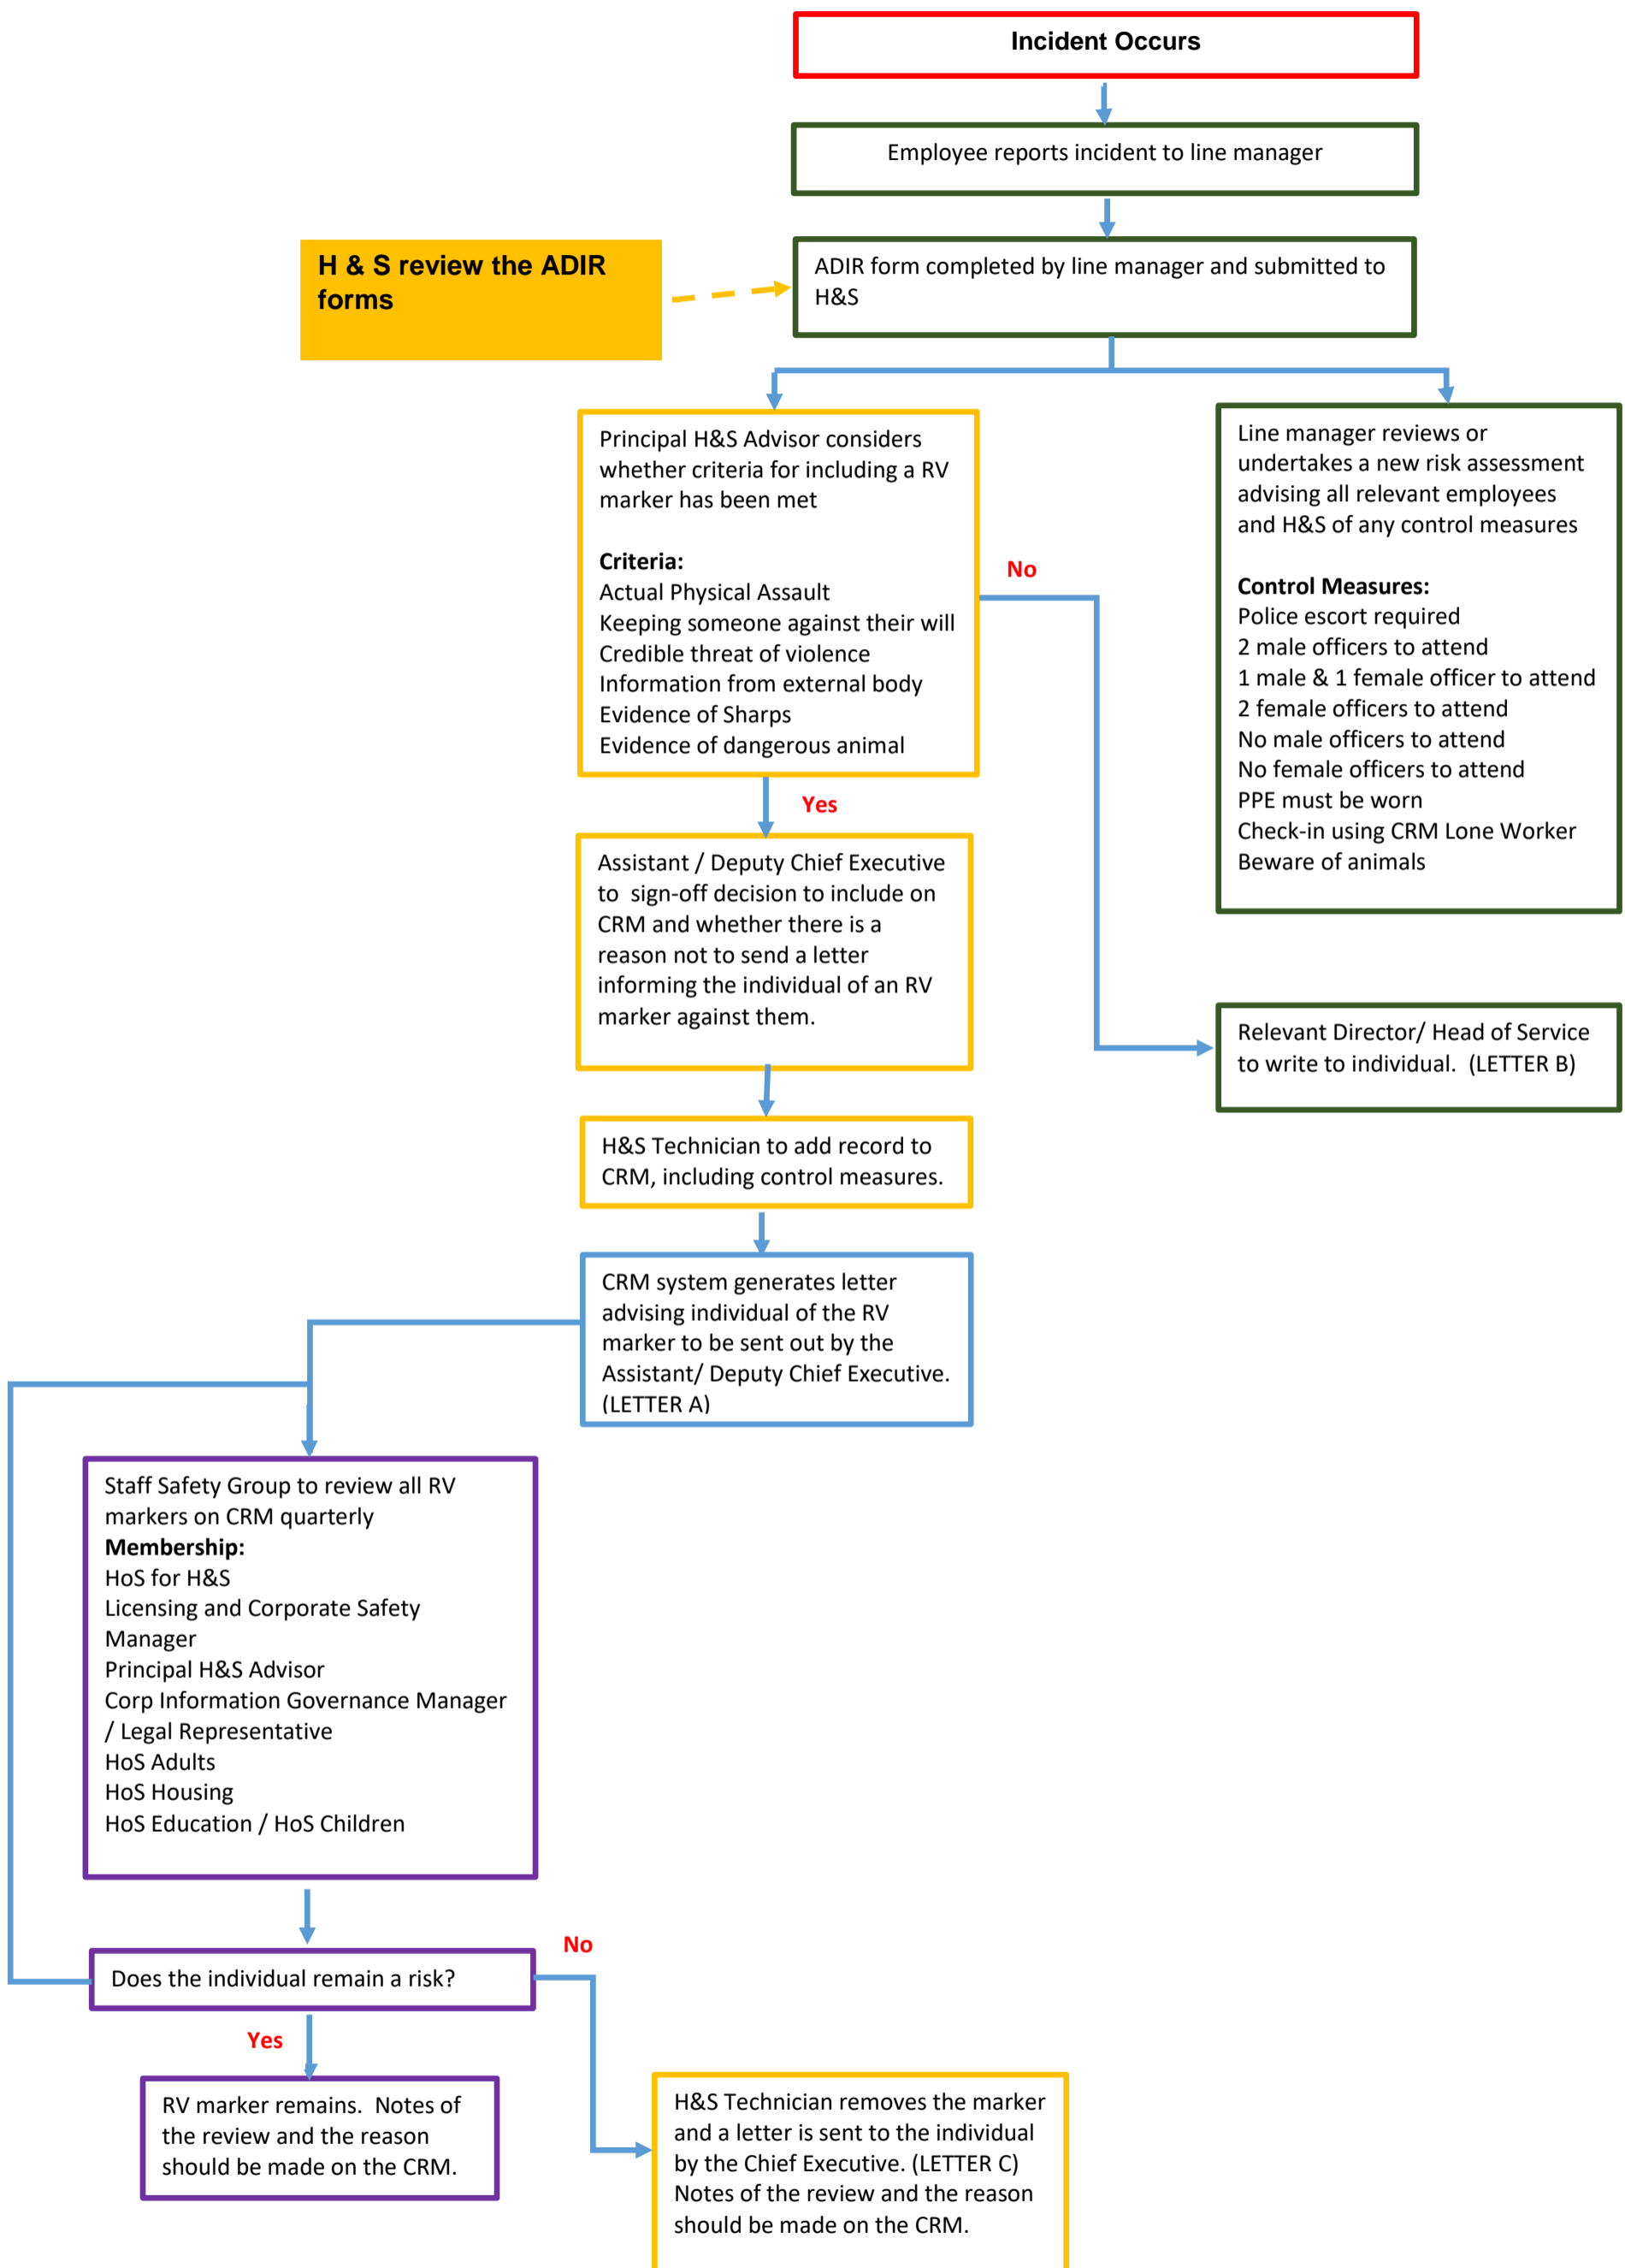 Incident Occurs
Employee reports incident to line manager
H & S review the ADIR
forms
ADIR form completed by line manager and submitted to
H&S
Principal H&S Advisor considers
whether criteria for including a RV
marker has been met
Criteria:
Actual Physical Assault
Keeping someone against their will
Credible threat of violence
Information from external body
Evidence of Sharps
Evidence of dangerous animal
No
Line manager reviews or
undertakes a new risk assessment
advising all relevant employees
and H&S of any control measures
Control Measures:
Police escort required
2 male officers to attend
1 male & 1 female officer to attend
2 female officers to attend
No male officers to attend
No female officers to attend
PPE must be worn
Check-in using CRM Lone Worker
Beware of animals
Yes
Assistant / Deputy Chief Executive
to  sign-off decision to include on
CRM and whether there is a
reason not to send a letter
informing the individual of an RV
marker against them.
Relevant Director/ Head of Service
to write to individual.  (LETTER B)
H&S Technician to add record to
CRM, including control measures.
CRM system generates letter
advising individual of the RV
marker to be sent out by the
Assistant/ Deputy Chief Executive.
(LETTER A)
Staff Safety Group to review all RV
markers on CRM quarterly
Membership:
HoS for H&S
Licensing and Corporate Safety
Manager
Principal H&S Advisor
Corp Information Governance Manager
/ Legal Representative
HoS Adults
HoS Housing
HoS Education / HoS Children
No
Does the individual remain a risk?
Yes
RV marker remains.  Notes of
the review and the reason
should be made on the CRM.
H&S Technician removes the marker
and a letter is sent to the individual
by the Chief Executive. (LETTER C)
Notes of the review and the reason
should be made on the CRM.